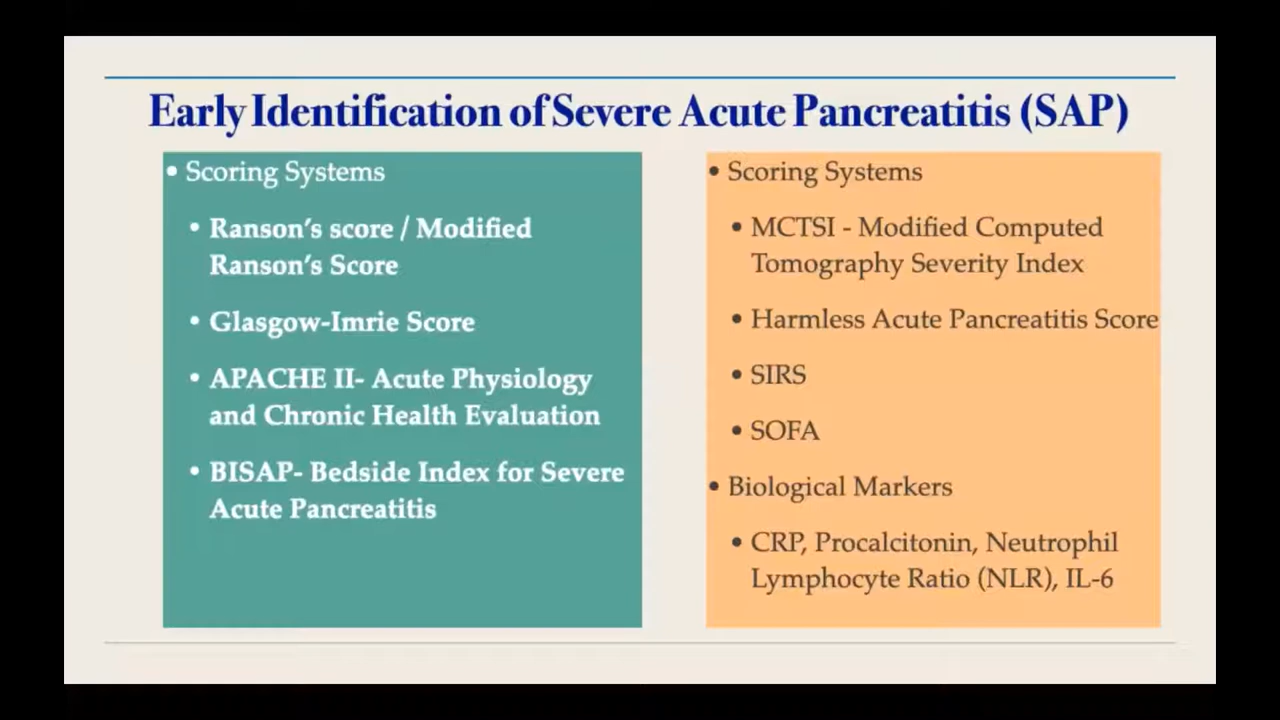 Early Identification of Severe Acute Pancreatitis (SAP)
• Scoring Systems
• Ranson's score / Modified
Ranson's Score
• Glasgow-Imrie Score
• APACHE II- Acute Physiology
and Chronic Health Evaluation
• BISAP- Bedside Index for Severe
Acute Pancreatitis
• Scoring Systems
• MCTSI - Modified Computed
Tomography Severity Index
• Harmless Acute Pancreatitis Score
• SIRS
• SOFA
• Biological Markers
• CRP, Procalcitonin, Neutrophil
Lymphocyte Ratio (NLR), IL-6